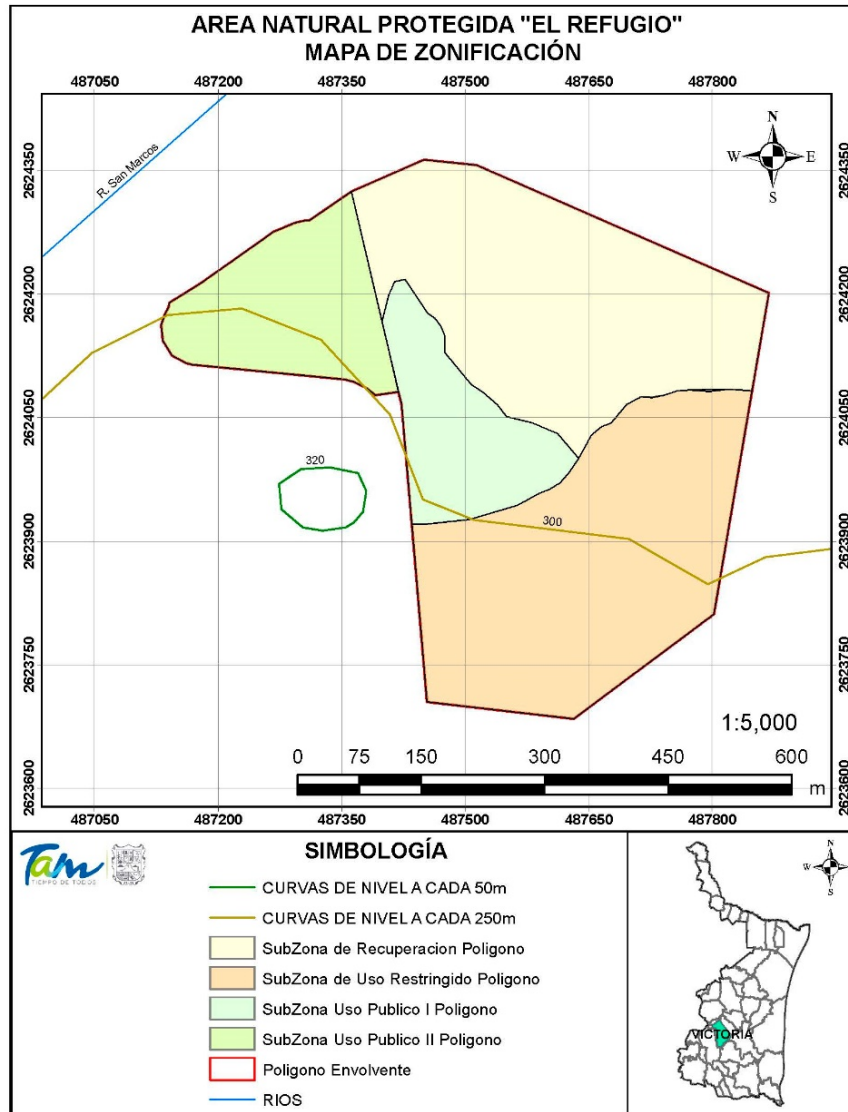 AREA NATURAL PROTEGIDA "EL REFUGIO"
MAPA DE ZONIFICACIÓN
487050 487200 487350 487500 487650 487800
N
W E
S
2624350 2624350
R. San Marcos
2624200 2624200
2624050 2624050
320
300
2623900 2623900
2623750 2623750
1:5,000
0 75 150 300 450 600
m
2623600 2623600
487050 487200 487350 487500 487650 487800
Tam
TIEMPO DE TODOS
SIMBOLOGÍA
CURVAS DE NIVEL A CADA 50m
CURVAS DE NIVEL A CADA 250m
SubZona de Recuperacion Poligono
SubZona de Uso Restringido Poligono
SubZona Uso Publico I Poligono
SubZona Uso Publico II Poligono
Poligono Envolvente
RIOS
N
W E
S
VICTORIA